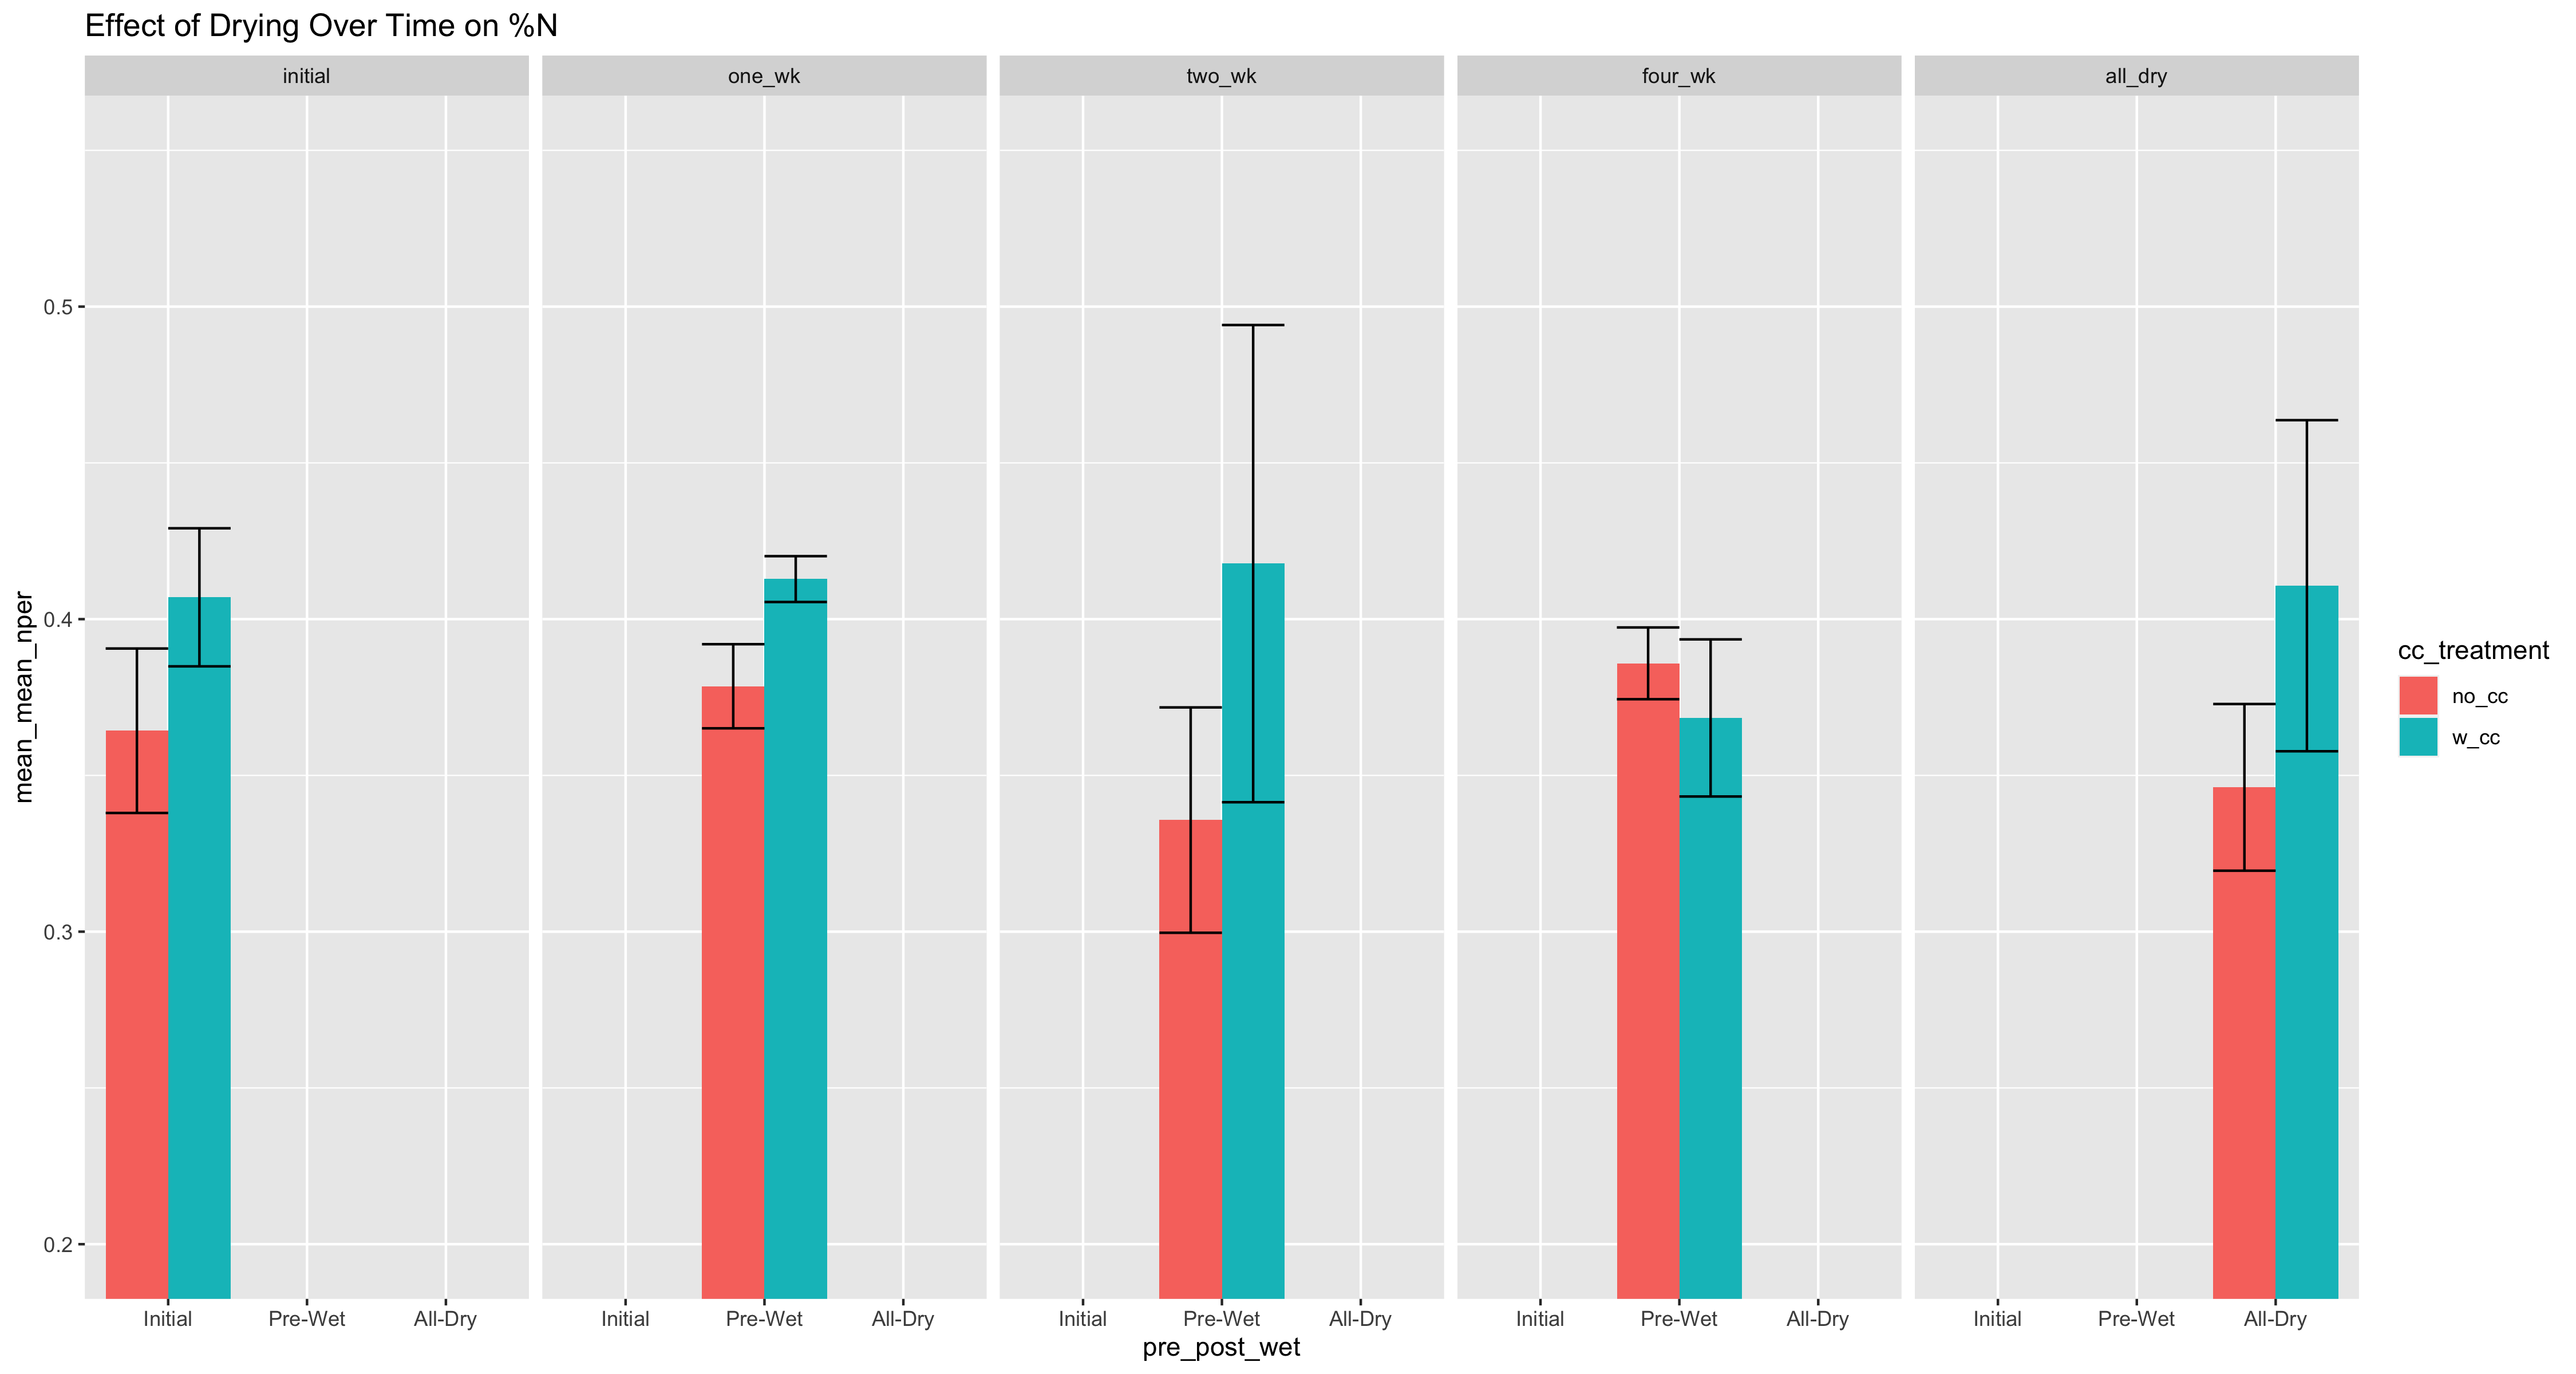 Effect of Drying Over Time on %N
initial
one_wk
two_wk
four_wk
all_dry
mean_mean_nper
0.5
0.4
0.3
0.2
Initial Pre-Wet All-Dry
Initial Pre-Wet All-Dry
Initial Pre-Wet All-Dry
Initial Pre-Wet All-Dry
Initial Pre-Wet All-Dry
pre_post_wet
cc_treatment
no_cc
w_cc